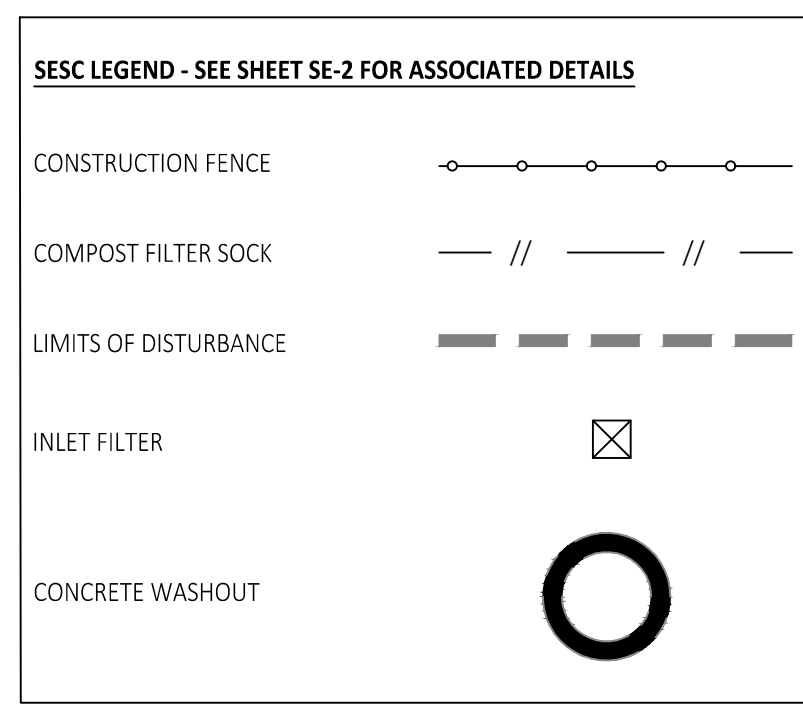 SESC LEGEND - SEE SHEET SE-2 FOR ASSOCIATED DETAILS
CONSTRUCTION FENCE
COMPOST FILTER SOCK
LIMITS OF DISTURBANCE
INLET FILTER
CONCRETE WASHOUT